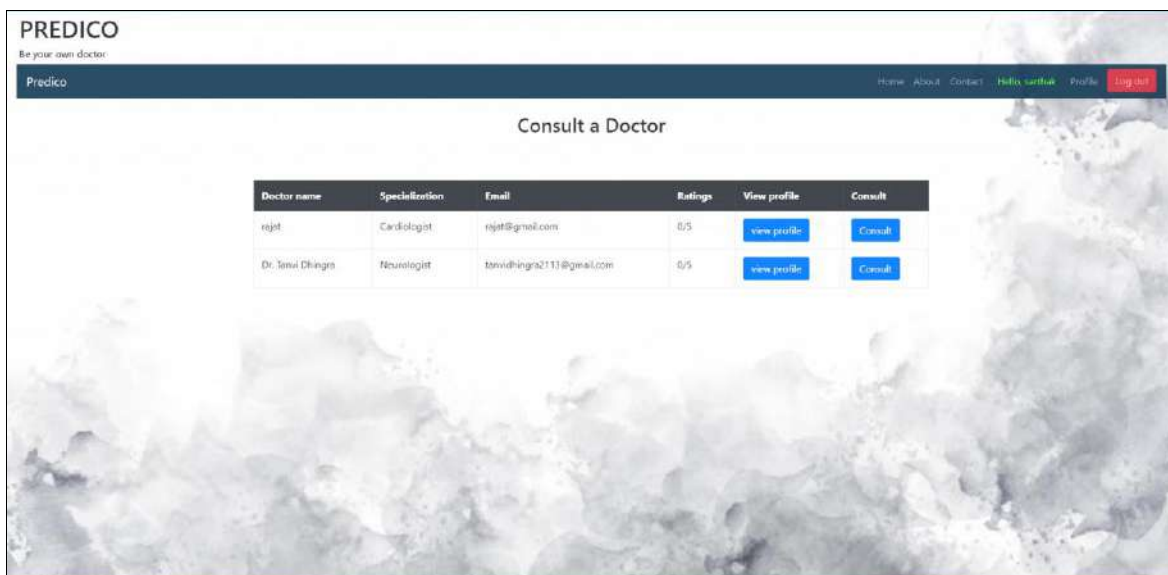 PREDICO
Be your own doctor
Predico Home About Contact Hello, sarthak Profile Log out
Consult a Doctor
Doctor name Specialization Email Ratings View profile Consult
rajat Cardiologist rajat@gmail.com 0/5 view profile Consult
Dr. Tanvi Dhingra Neurologist tanvidhingra2113@gmail.com 0/5 view profile Consult